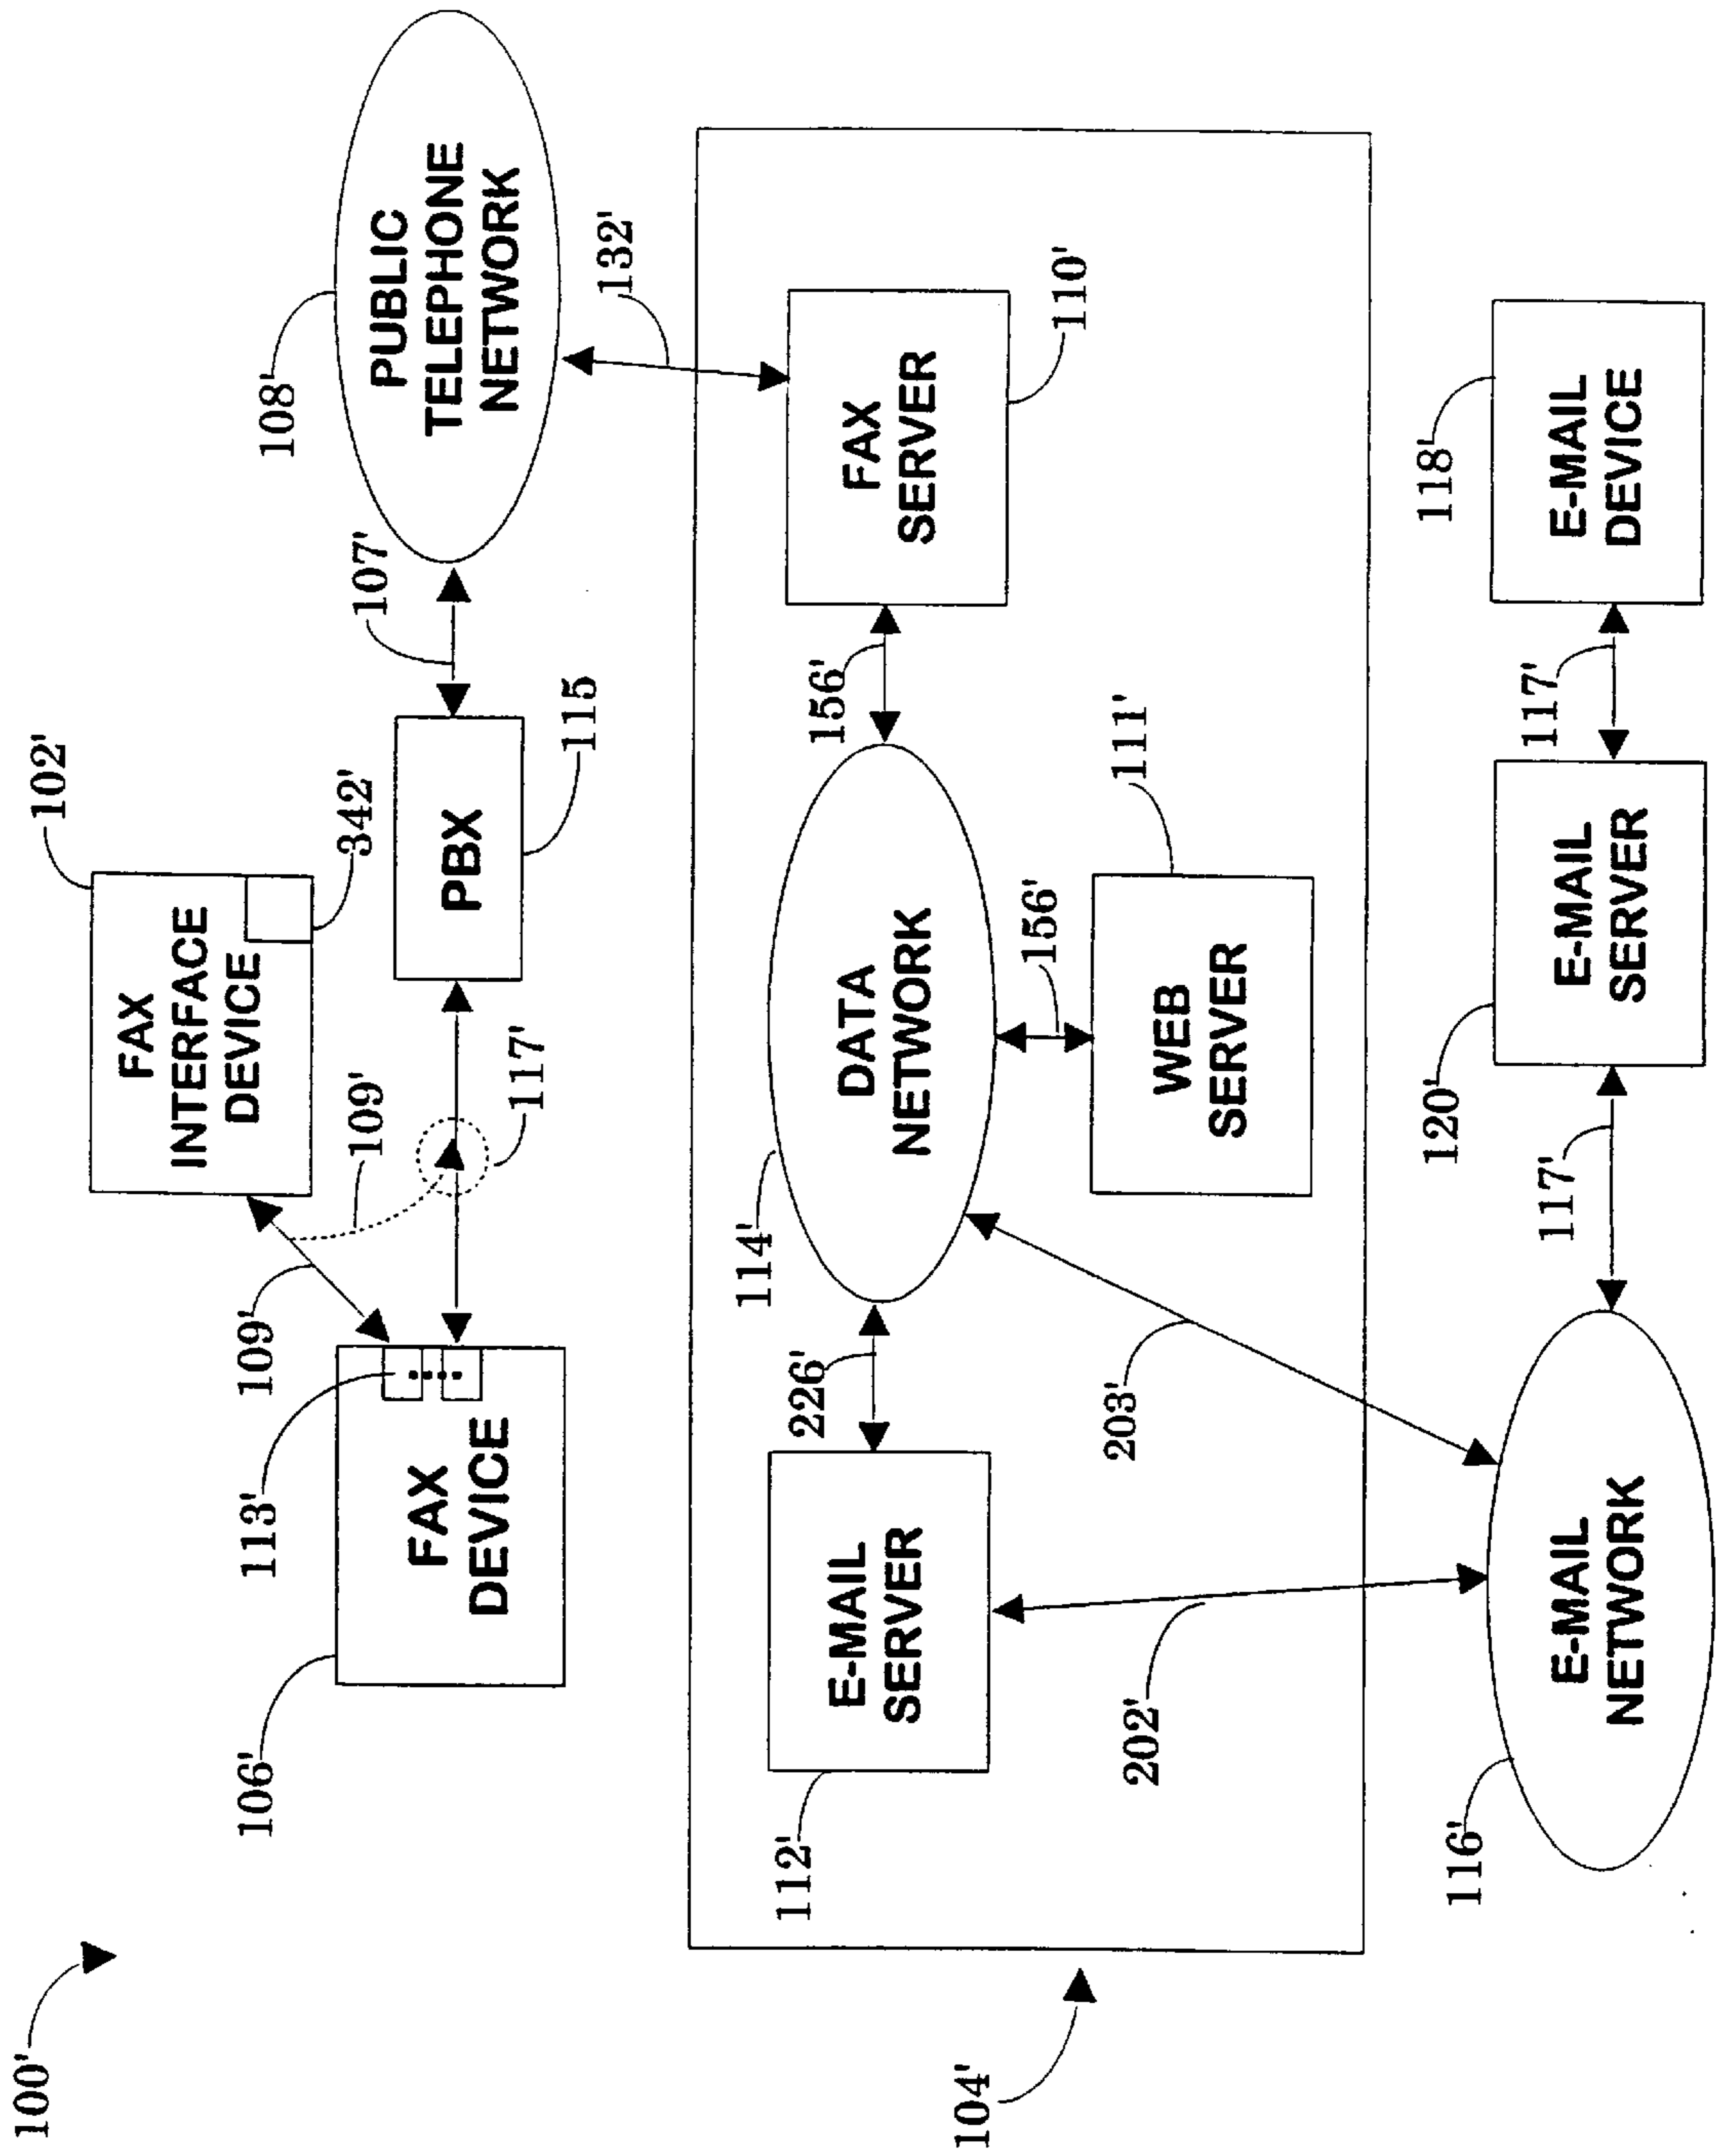 100'
102'
FAX
INTERFACE
DEVICE
342'
109'
109'
117'
106'
113'
FAX
DEVICE
PBX
115
107'
108'
PUBLIC
TELEPHONE
NETWORK
132'
104'
112'
E-MAIL
SERVER
226'
114'
DATA
NETWORK
156'
FAX
SERVER
110'
156'
WEB
SERVER
111'
202'
203'
116'
E-MAIL
NETWORK
117'
120'
E-MAIL
SERVER
117'
118'
E-MAIL
DEVICE